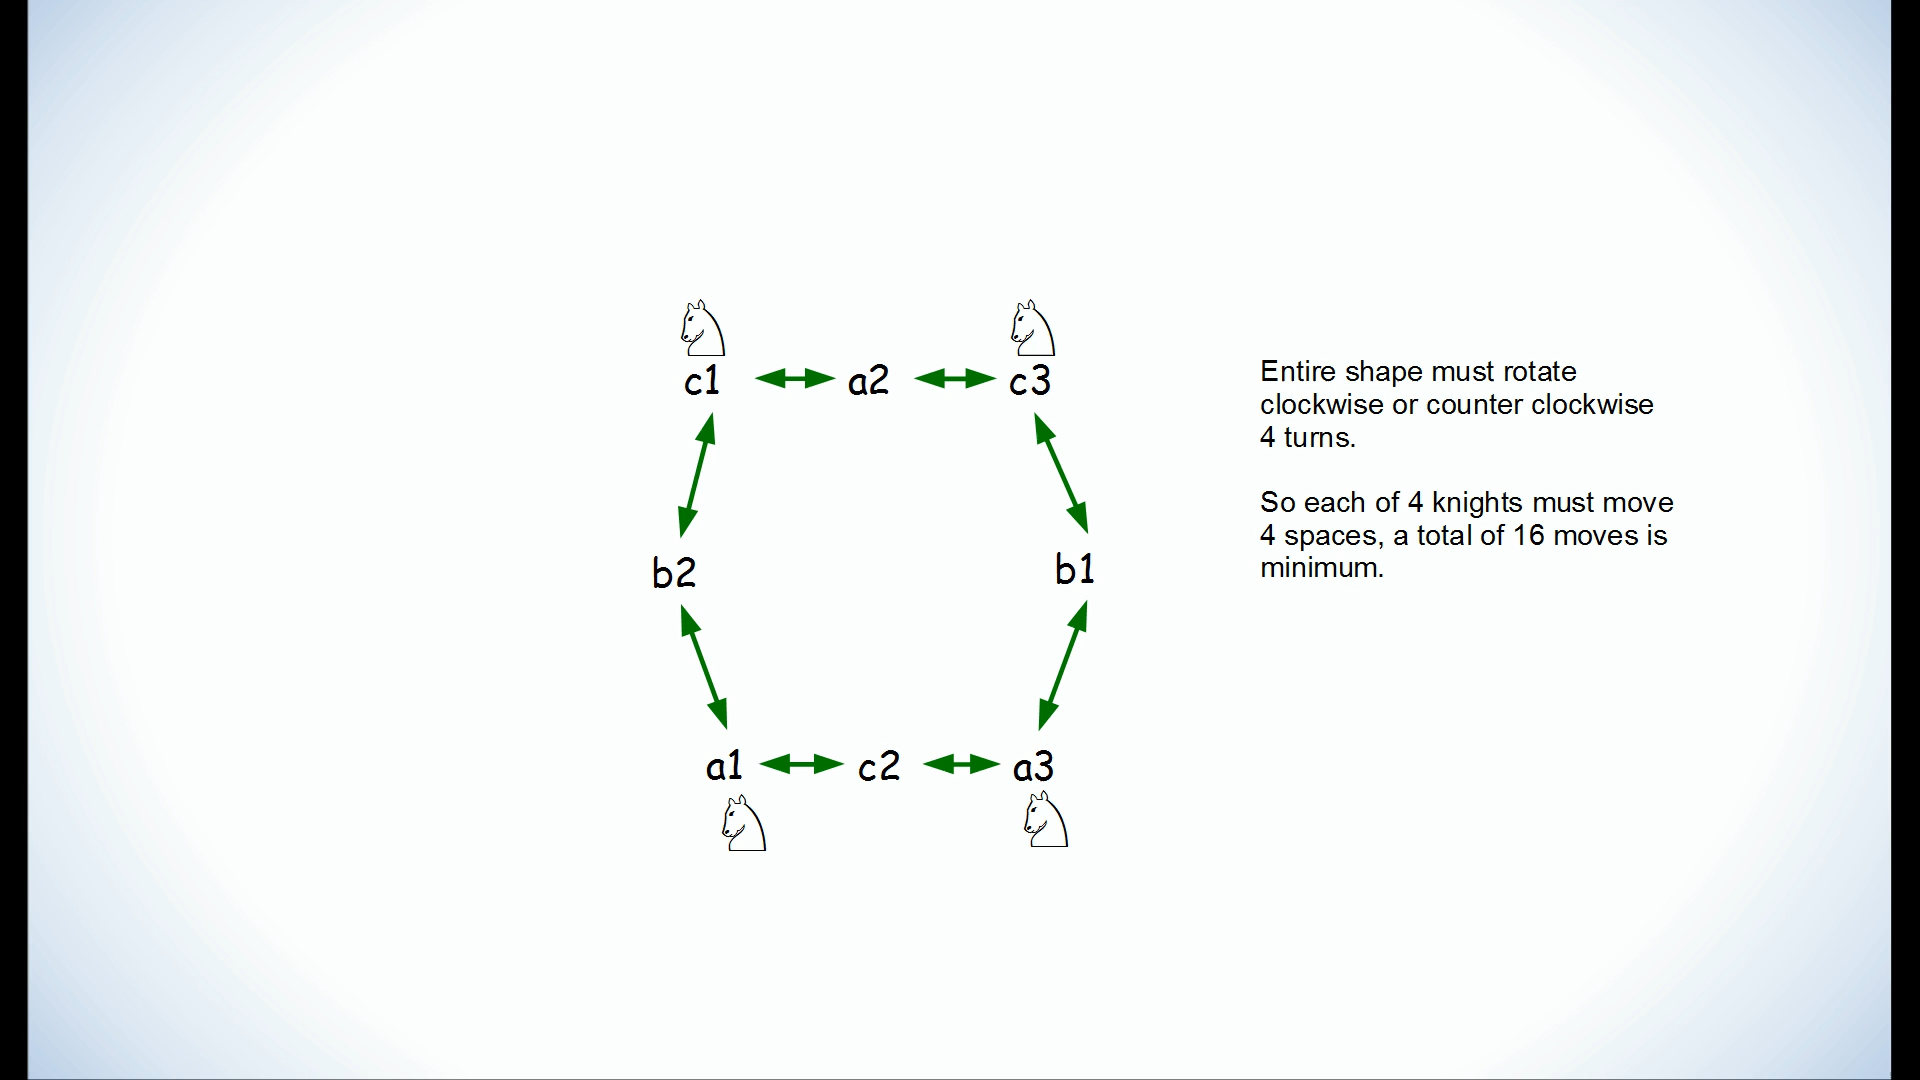 c1 a2 c3
Entire shape must rotate
clockwise or counter clockwise
4 turns.
So each of 4 knights must move
4 spaces, a total of 16 moves is
minimum.
b2 b1
a1 c2 a3